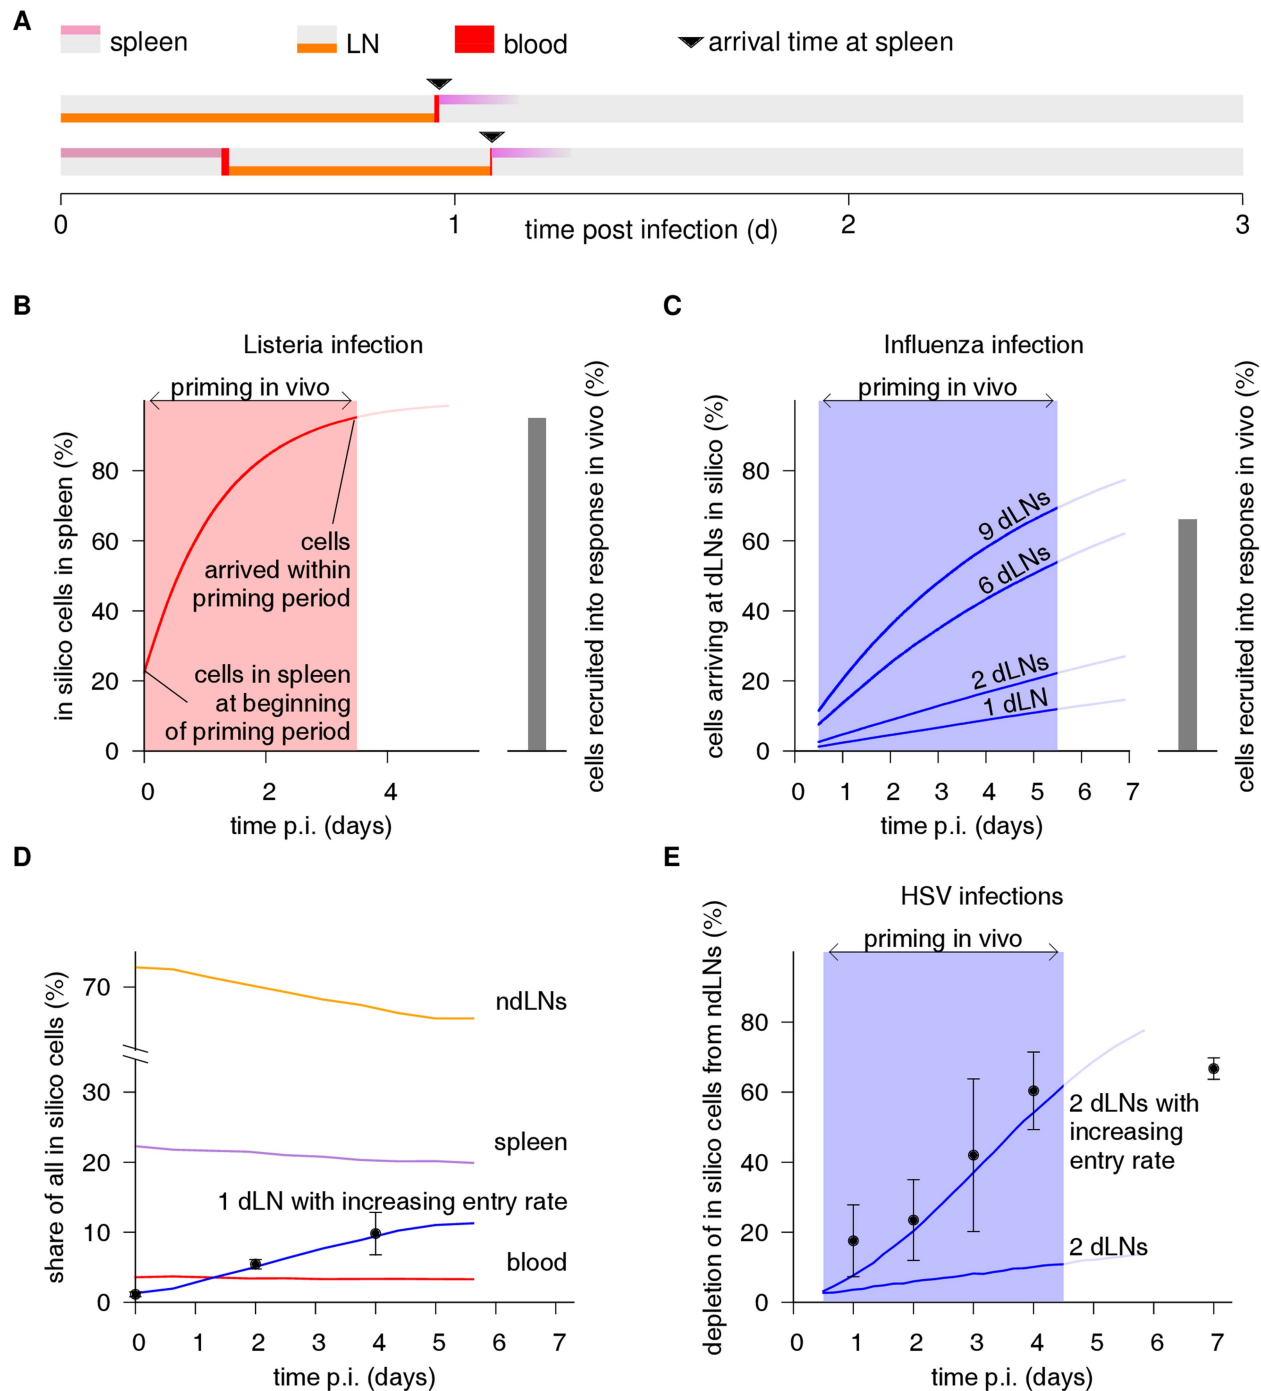 A
spleen
LN
blood
arrival time at spleen
0
1
2
3
time post infection (d)
B
Listeria infection
priming in vivo
in silico cells in spleen (%)
80
60
40
20
0
cells
arrived within
priming period
cells in spleen
at beginning
of priming period
0
2
4
time p.i. (days)
cells recruited into response in vivo (%)
C
Influenza infection
priming in vivo
cells arriving at dLNs in silico (%)
80
60
40
20
0
9 dLNs
6 dLNs
2 dLNs
1 dLN
0
1
2
3
4
5
6
7
time p.i. (days)
cells recruited into response in vivo (%)
D
share of all in silico cells (%)
70
30
20
10
0
ndLNs
spleen
1 dLN with increasing entry rate
blood
0
1
2
3
4
5
6
7
time p.i. (days)
E
HSV infections
priming in vivo
depletion of in silico cells from ndLNs (%)
80
60
40
20
0
2 dLNs with
increasing
entry rate
2 dLNs
0
1
2
3
4
5
6
7
time p.i. (days)